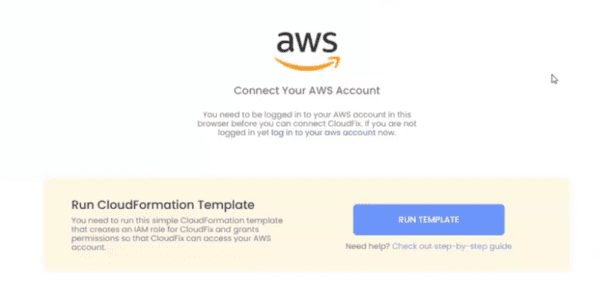 aws
Connect Your AWS Account
You need to be logged in to your AWS account in this
browser before you can connect CloudFix. If you are not
logged in yet log in to your aws account now.
Run CloudFormation Template
You need to run this simple CloudFormation template
that creates an IAM role for CloudFix and grants
permissions so that CloudFix can access your AWS
account.
RUN TEMPLATE
Need help? Check out step-by-step guide